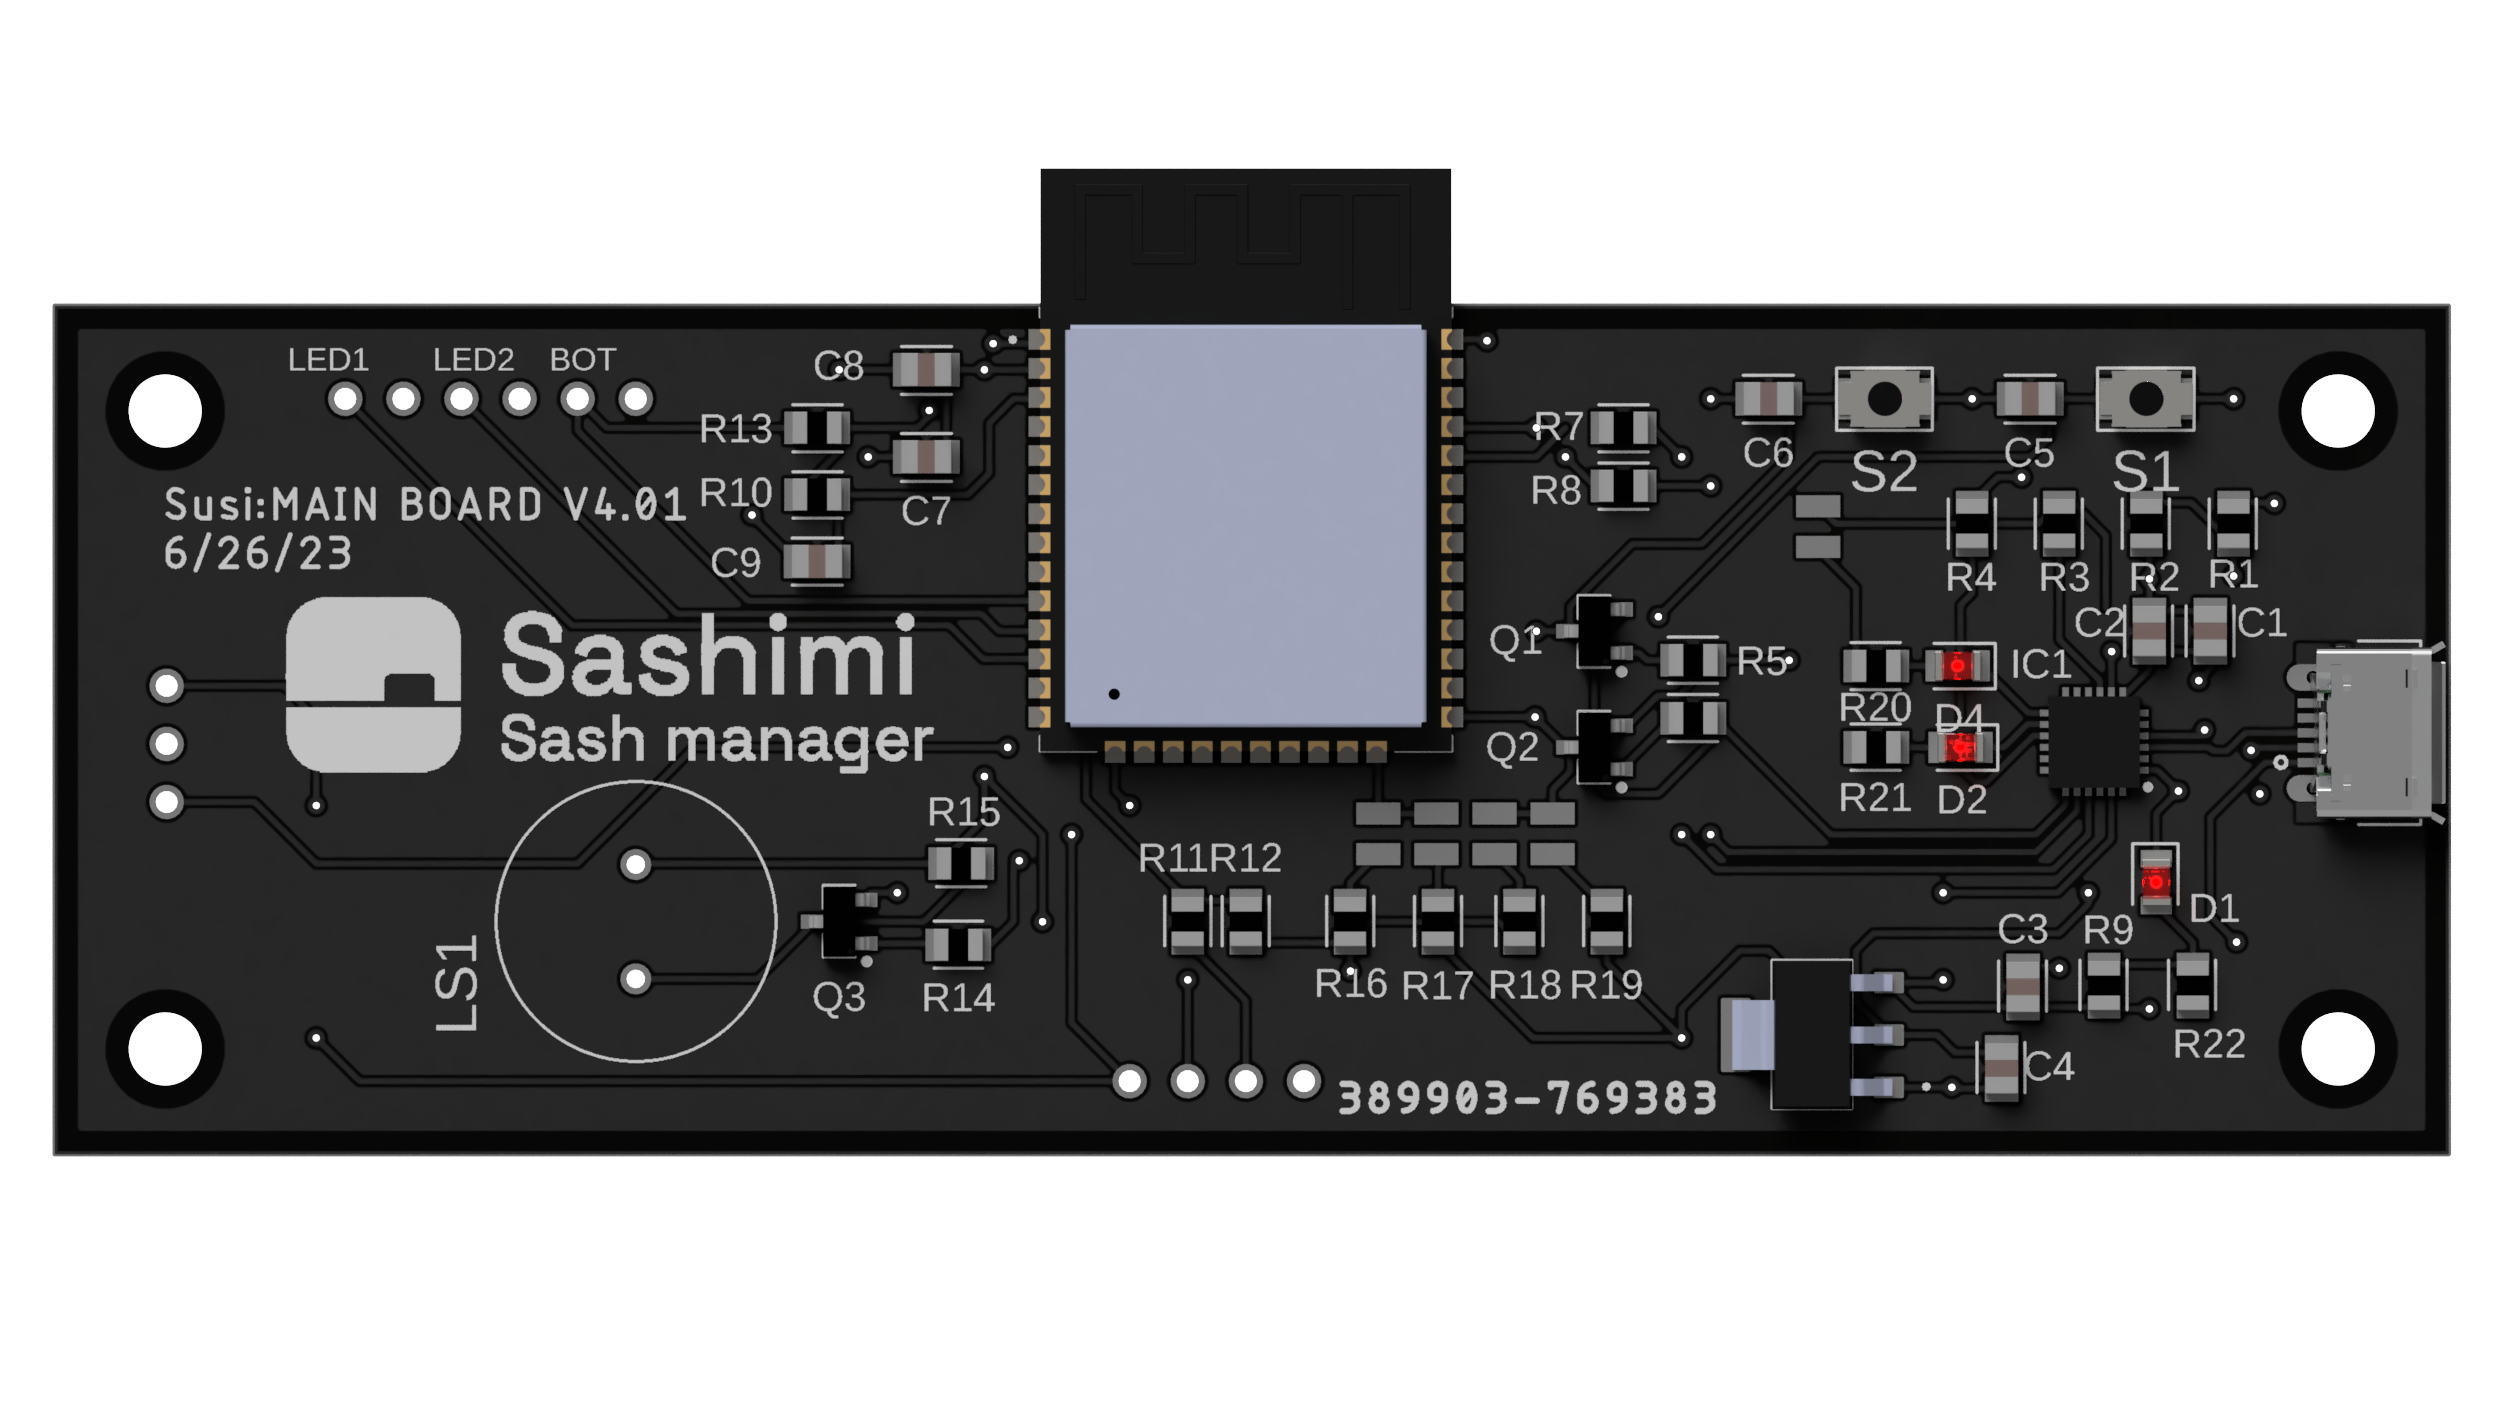 LED1 LED2 BOT
C8
R13
R7
C6
S2
C5
S1
Susi:MAIN BOARD V4.01
R10
C7
R8
6/26/23
C9
R4
R3
R2
R1
Sashimi
Sash manager
Q1
R5
C2
C1
IC1
R20
D4
Q2
R21
D2
R15
R11
R12
LS1
Q3
R14
R16
R17
R18
R19
C3
R9
D1
R22
C4
389903-769383